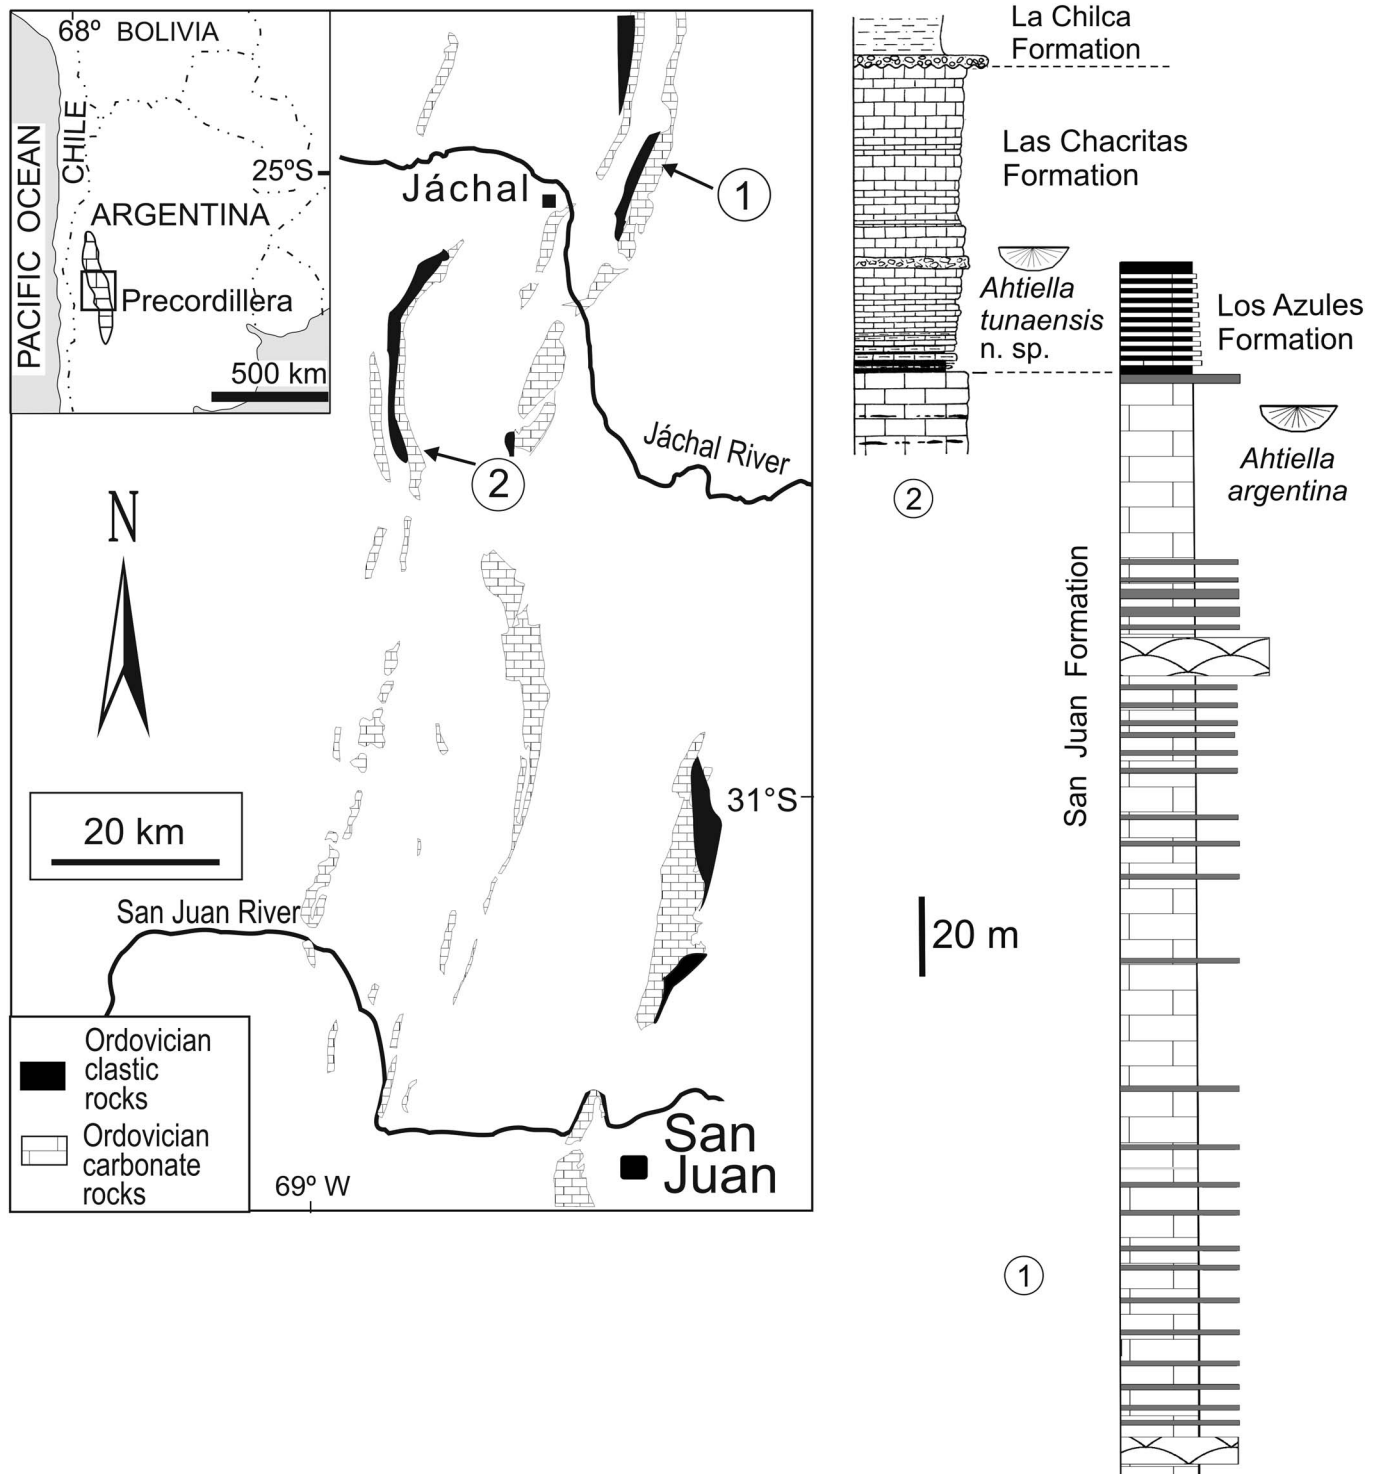 68º BOLIVIA
PACIFIC OCEAN
CHILE
25ºS
ARGENTINA
Precordillera
500 km
Jáchal
1
2
Jáchal River
N
20 km
31°S
San Juan River
Ordovician
clastic
rocks
Ordovician
carbonate
rocks
69º W
San
Juan
La Chilca
Formation
Las Chacritas
Formation
Ahtiella
tunaensis
n. sp.
2
Los Azules
Formation
Ahtiella
argentina
San Juan Formation
20 m
1